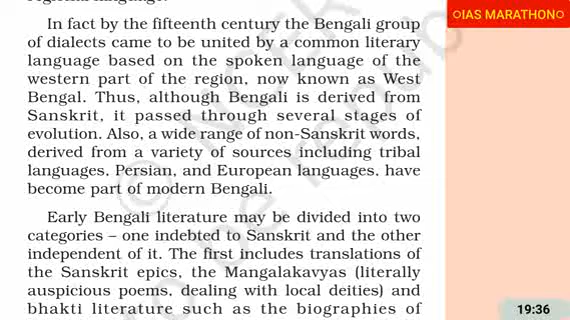 In fact by the fifteenth century the Bengali group
of dialects came to be united by a common literary
language based on the spoken language of the
western part of the region, now known as West
Bengal. Thus, although Bengali is derived from
Sanskrit, it passed through several stages of
evolution. Also, a wide range of non-Sanskrit words,
derived from a variety of sources including tribal
languages, Persian, and European languages, have
become part of modern Bengali.
Early Bengali literature may be divided into two
categories – one indebted to Sanskrit and the other
independent of it. The first includes translations of
the Sanskrit epics, the Mangalakavyas (literally
auspicious poems, dealing with local deities) and
bhakti literature such as the biographies of
○IAS MARATHON○
19:36